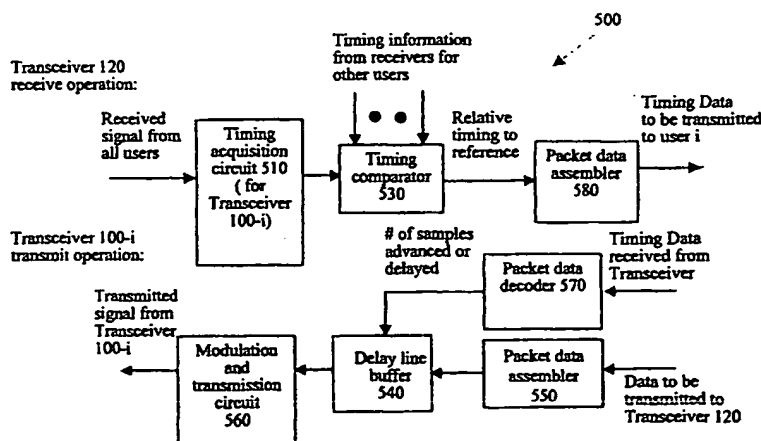 500
Timing information
from receivers for
other users
Transceiver 120
receive operation:
Received
signal from
all users
Timing
acquisition
circuit 510
( for
Transceiver
100-i)
Timing
comparator
530
Relative
timing to
reference
Packet data
assembler
580
Timing Data
to be transmitted
to user i
Transceiver 100-i
transmit operation:
# of samples
advanced or
delayed
Packet data
decoder 570
Timing Data
received from
Transceiver
Transmitted
signal from
Transceiver
100-i
Modulation
and
transmission
circuit
560
Delay line
buffer
540
Packet data
assembler
550
Data to be
transmitted to
Transceiver 120